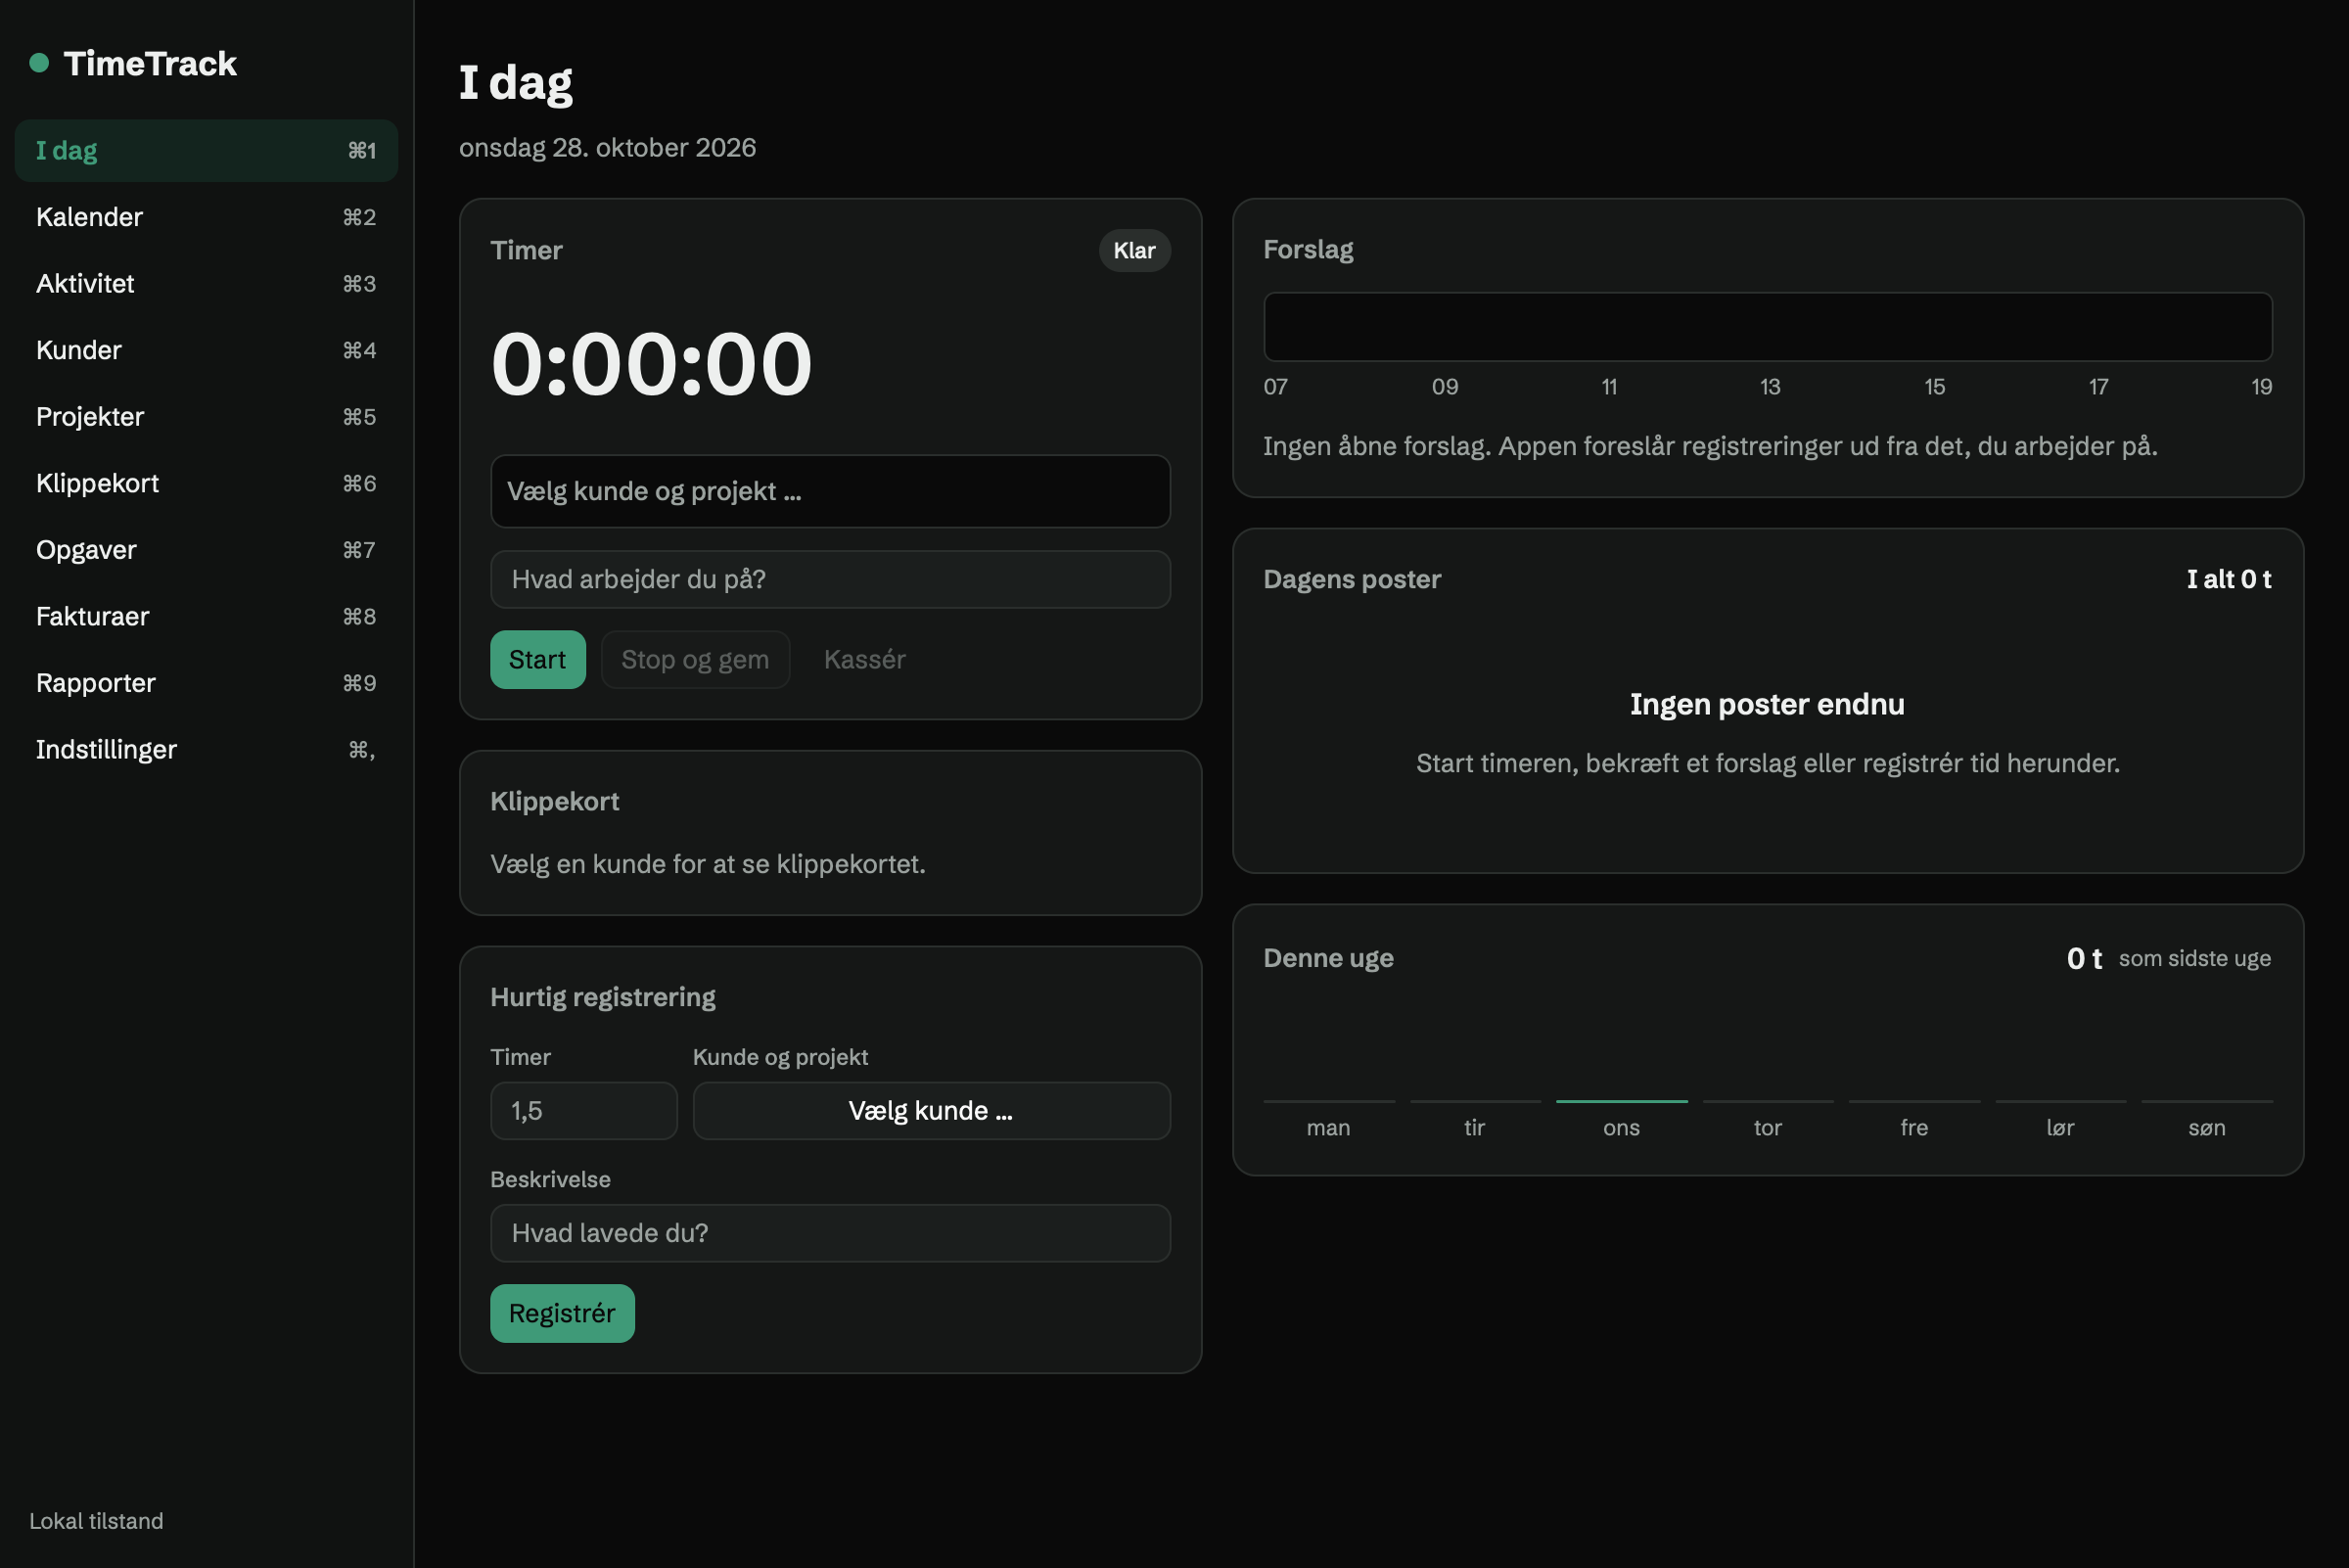 TimeTrack
I dag ⌘1
Kalender ⌘2
Aktivitet ⌘3
Kunder ⌘4
Projekter ⌘5
Klippekort ⌘6
Opgaver ⌘7
Fakturaer ⌘8
Rapporter ⌘9
Indstillinger ⌘,
Lokal tilstand
I dag
onsdag 28. oktober 2026
Timer Klar
0:00:00
Vælg kunde og projekt ...
Hvad arbejder du på?
Start Stop og gem Kassér
Klippekort
Vælg en kunde for at se klippekortet.
Hurtig registrering
Timer Kunde og projekt
1,5 Vælg kunde ...
Beskrivelse
Hvad lavede du?
Registrér
Forslag
07 09 11 13 15 17 19
Ingen åbne forslag. Appen foreslår registreringer ud fra det, du arbejder på.
Dagens poster I alt 0 t
Ingen poster endnu
Start timeren, bekræft et forslag eller registrér tid herunder.
Denne uge 0 t som sidste uge
man tir ons tor fre lør søn